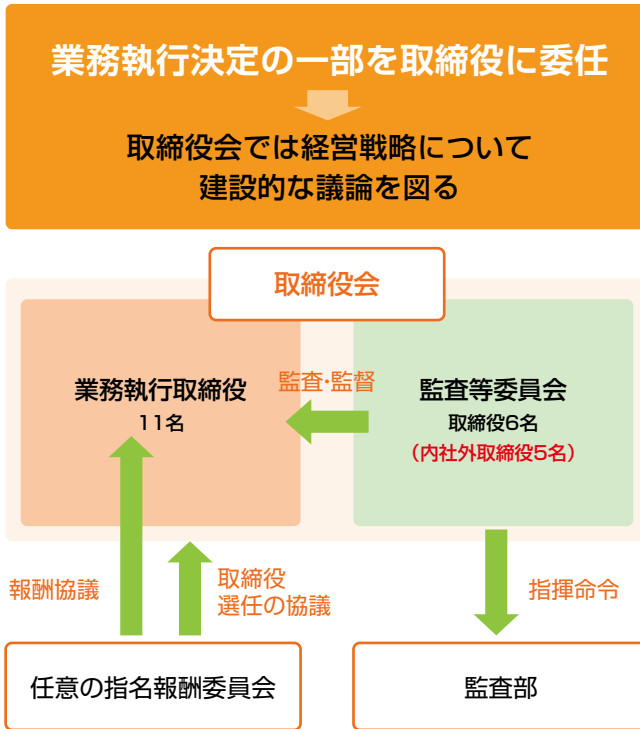 業務執行決定の一部を取締役に委任
取締役会では経営戦略について
建設的な議論を図る
取締役会
業務執行取締役
11名
監査・監督
監査等委員会
取締役6名
（内社外取締役5名）
報酬協議
取締役
選任の協議
指揮命令
任意の指名報酬委員会
監査部